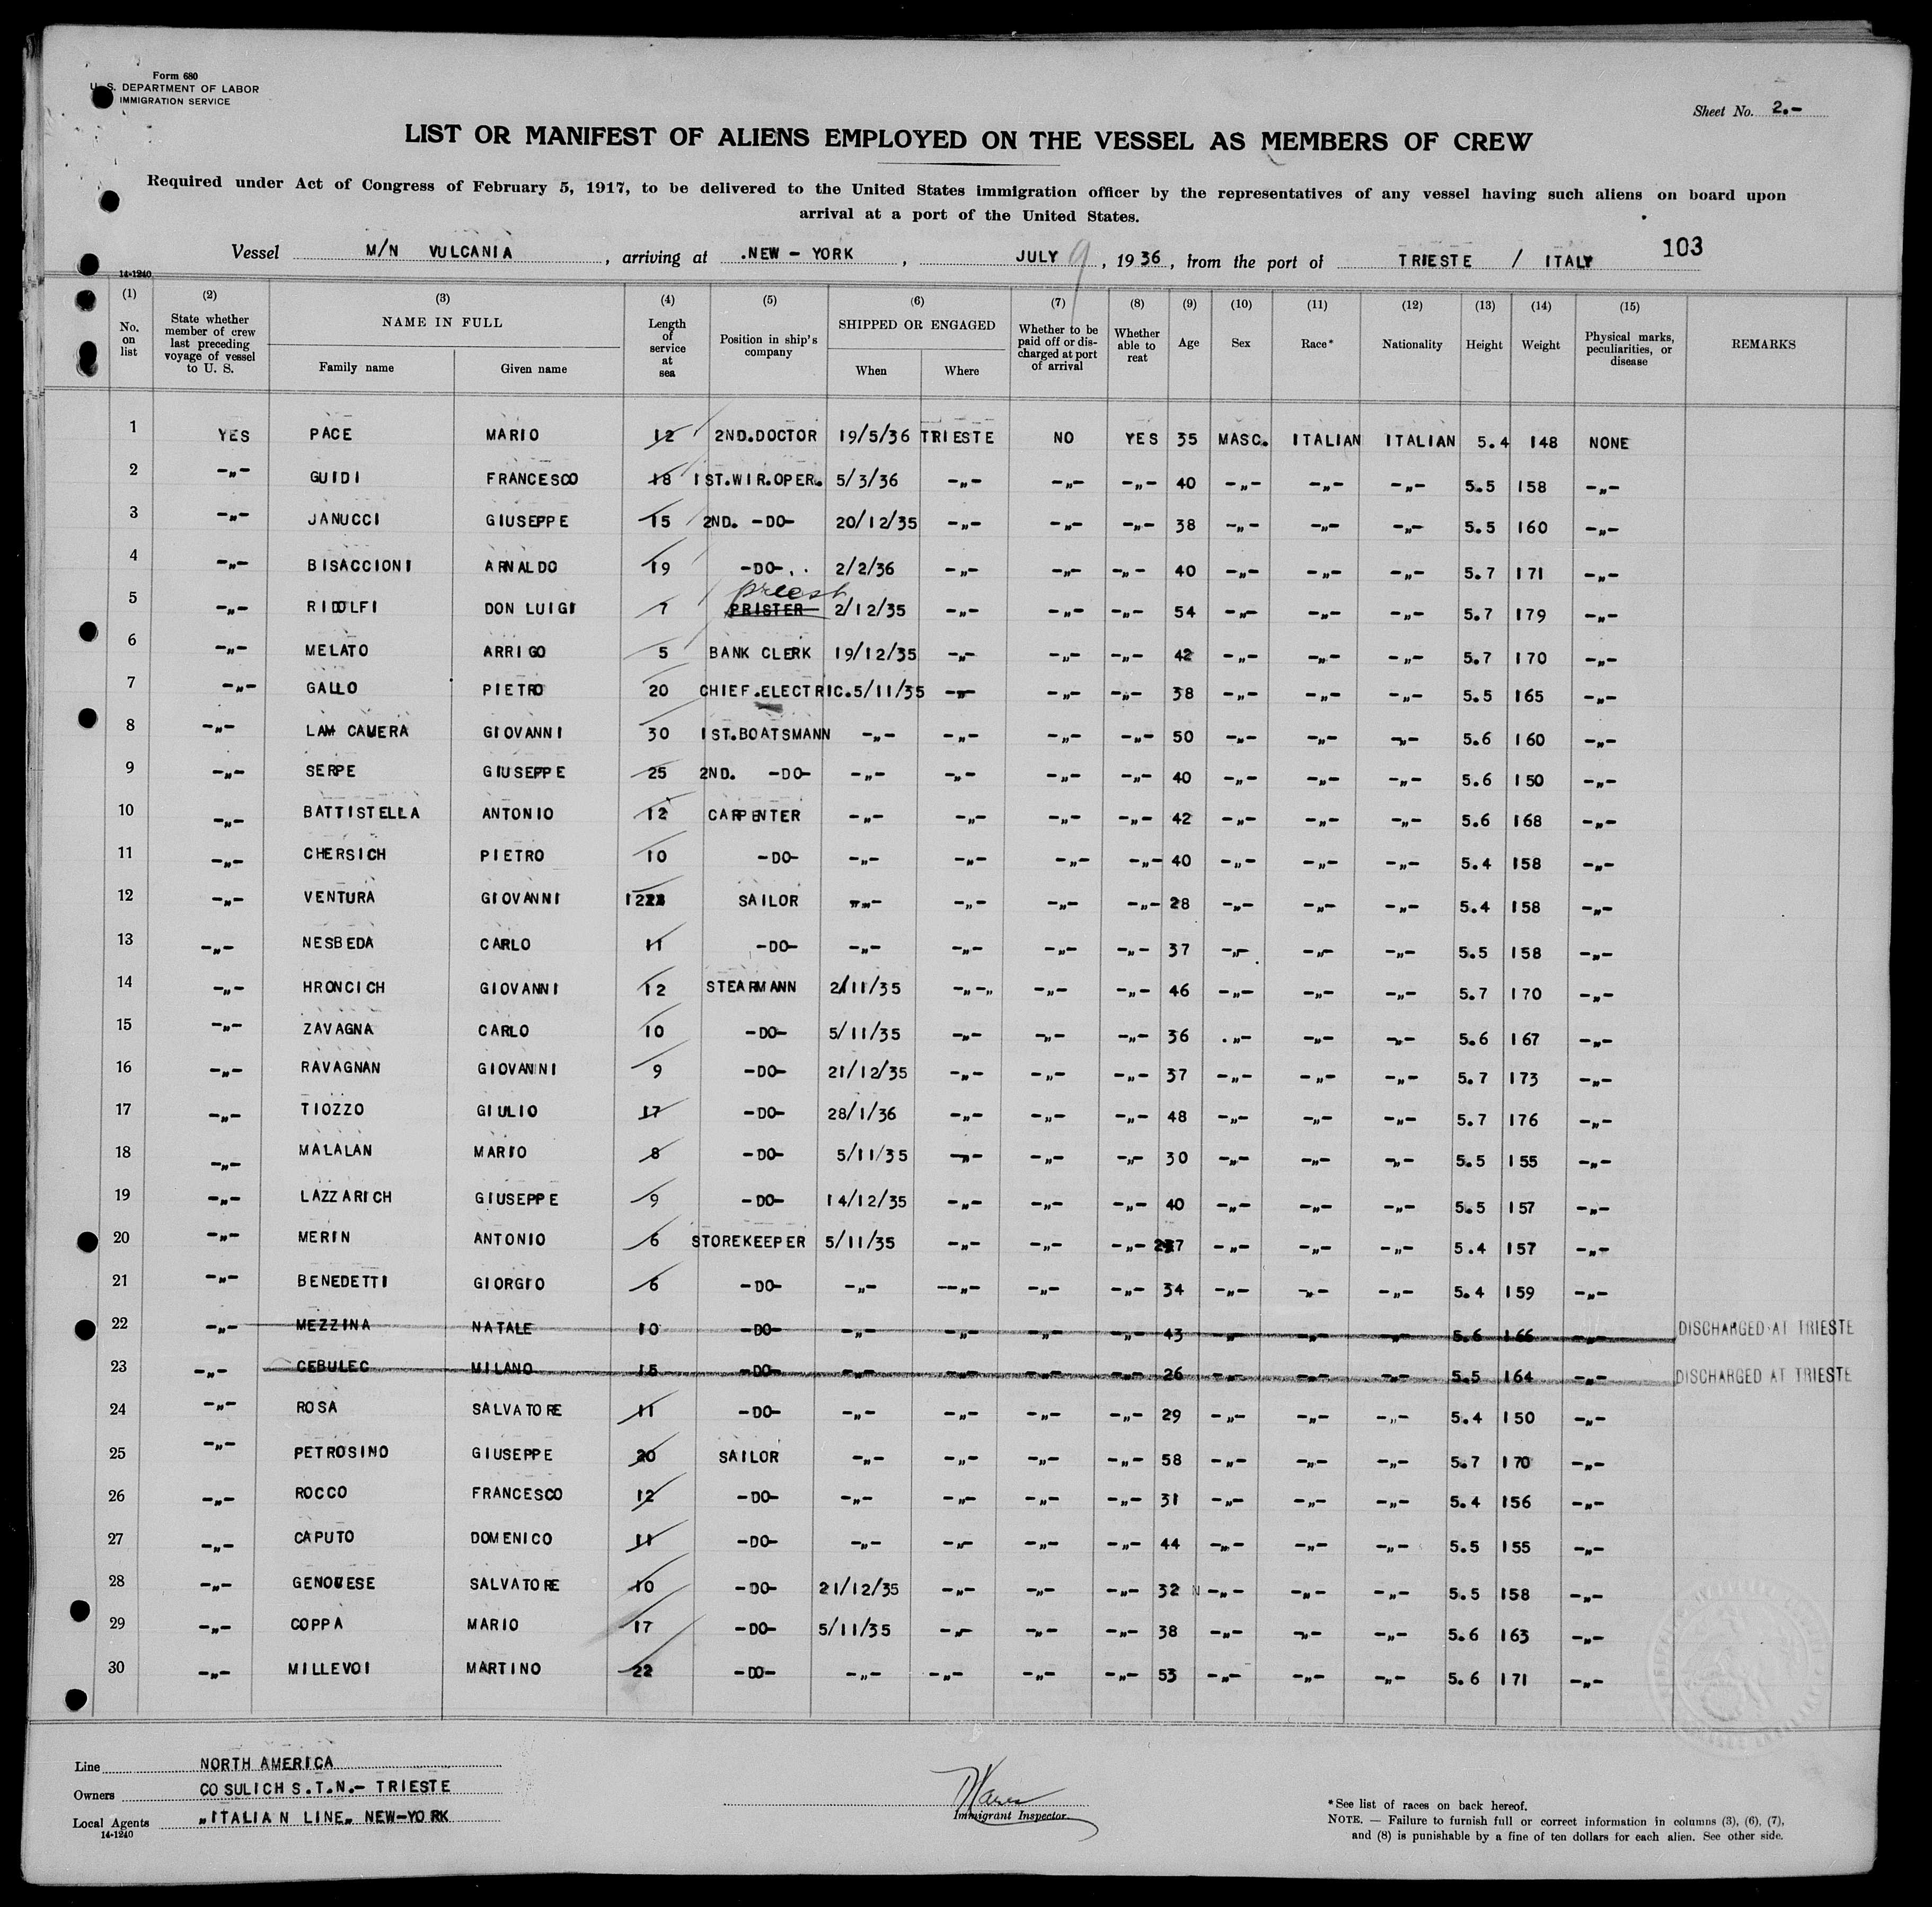 Form 680
U. S. DEPARTMENT OF LABOR
IMMIGRATION SERVICE
Sheet No. 2.-
LIST OR MANIFEST OF ALIENS EMPLOYED ON THE VESSEL AS MEMBERS OF CREW
Required under Act of Congress of February 5, 1917, to be delivered to the United States immigration officer by the representatives of any vessel having such aliens on board upon
arrival at a port of the United States.
Vessel M/N VULCANIA , arriving at .NEW - YORK , JULY 9 , 19 36 , from the port of TRIESTE / ITALY 103
14-1240
(1) No. on list (2) State whether member of crew last preceding voyage of vessel to U. S. (3) NAME IN FULL Family name Given name (4) Length of service at sea (5) Position in ship's company (6) SHIPPED OR ENGAGED When Where (7) Whether to be paid off or discharged at port of arrival (8) Whether able to reat (9) Age (10) Sex (11) Race* (12) Nationality (13) Height (14) Weight (15) Physical marks, peculiarities, or disease REMARKS
1 YES PACE MARIO 12 2ND.DOCTOR 19/5/36 TRIESTE NO YES 35 MASC. ITALIAN ITALIAN 5.4 148 NONE
2 -"- GUIDI FRANCESCO 18 1ST.WIR.OPER. 5/3/36 -"- -"- -"- 40 -"- -"- -"- 5.5 158 -"-
3 -"- JANUCCI GIUSEPPE 15 2ND. -DO- 20/12/35 -"- -"- -"- 38 -"- -"- -"- 5.5 160 -"-
4 -"- BISACCIONI ARNALDO 19 -DO-.. 2/2/36 -"- -"- -"- 40 -"- -"- -"- 5.7 171 -"-
5 -"- RIDOLFI DON LUIGI 7 PRISTER priest 2/12/35 -"- -"- -"- 54 -"- -"- -"- 5.7 179 -"-
6 -"- MELATO ARRIGO 5 BANK CLERK 19/12/35 -"- -"- -"- 42 -"- -"- -"- 5.7 170 -"-
7 -"- GALLO PIETRO 20 CHIEF.ELECTRIC. 5/11/35 -"- -"- -"- 38 -"- -"- -"- 5.5 165 -"-
8 -"- LAM CAMERA GIOVANNI 30 1ST.BOATSMANN -"- -"- -"- -"- 50 -"- -"- -"- 5.6 160 -"-
9 -"- SERPE GIUSEPPE 25 2ND. -DO- -"- -"- -"- -"- 40 -"- -"- -"- 5.6 150 -"-
10 -"- BATTISTELLA ANTONIO 12 CARPENTER -"- -"- -"- -"- 42 -"- -"- -"- 5.6 168 -"-
11 -"- CHERSICH PIETRO 10 -DO- -"- -"- -"- -"- 40 -"- -"- -"- 5.4 158 -"-
12 -"- VENTURA GIOVANNI SAILOR -"- -"- -"- -"- 28 -"- -"- -"- 5.4 158 -"-
13 -"- NESBEDA CARLO 11 -DO- -"- -"- -"- -"- 37 -"- -"- -"- 5.5 158 -"-
14 -"- HRONCICH GIOVANNI 12 STEARMANN 2/11/35 -"-" -"- -"- 46 -"- -"- -"- 5.7 170 -"-
15 -"- ZAVAGNA CARLO 10 -DO- 5/11/35 -"- -"- -"- 36 ."- -"- -"- 5.6 167 -"-
16 -"- RAVAGNAN GIOVANNI 9 -DO- 21/12/35 -"- -"- -"- 37 -"- -"- -"- 5.7 173 -"-
17 -"- TIOZZO GIULIO 17 -DO- 28/1/36 -"- -"- -"- 48 -"- -"- -"- 5.7 176 -"-
18 -"- MALALAN MARIO 8 -DO- 5/11/35 -"- -"- -"- 30 -"- -"- -"- 5.5 155 -"-
19 -"- LAZZARICH GIUSEPPE 9 -DO- 14/12/35 -"- -"- -"- 40 -"- -"- -"- 5.5 157 -"-
20 -"- MERIN ANTONIO 6 STOREKEEPER 5/11/35 -"- -"- -"- -"- -"- -"- 5.4 157 -"-
21 -"- BENEDETTI GIORGIO 6 -DO- -"- --"- -"- -"- 34 -"- -"- -"- 5.4 159 -"-
22 -"- MEZZINA NATALE 10 -DO- -"- -"- -"- -"- 43 -"- -"- -"- 5.6 166 -"- DISCHARGED AT TRIESTE
23 -"- CEBULEC MILANO 15 -DO- -"- -"- -"- -"- 26 -"- -"- -"- 5.5 164 -"- DISCHARGED AT TRIESTE
24 -"- ROSA SALVATORE 11 -DO- -"- -"- -"- -"- 29 -"- -"- -"- 5.4 150 -"-
25 -"- PETROSINO GIUSEPPE 20 SAILOR -"- -"- -"- -"- 58 -"- -"- -"- 5.7 170 -"-
26 -"- ROCCO FRANCESCO 12 -DO- -"- -"- -"- -"- 31 -"- -"- -"- 5.4 156 -"-
27 -"- CAPUTO DOMENICO 11 -DO- -"- -"- -"- -"- 44 -"- -"- -"- 5.5 155 -"-
28 -"- GENOVESE SALVATORE 10 -DO- 21/12/35 -"- -"- -"- 32 N -"- -"- -"- 5.5 158 -"-
29 -"- COPPA MARIO 17 -DO- 5/11/35 -"- -"- -"- 38 -"- -"- -"- 5.6 163 -"-
30 -"- MILLEVOI MARTINO 22 -DO- -"- -"- -"- -"- 53 -"- -"- -"- 5.6 171 -"-
Line NORTH AMERICA
Owners COSULICH S.T.N.- TRIESTE
Local Agents "ITALIAN LINE" NEW-YORK
14-1240
Immigrant Inspector.
*See list of races on back hereof.
NOTE. — Failure to furnish full or correct information in columns (3), (6), (7),
and (8) is punishable by a fine of ten dollars for each alien. See other side.